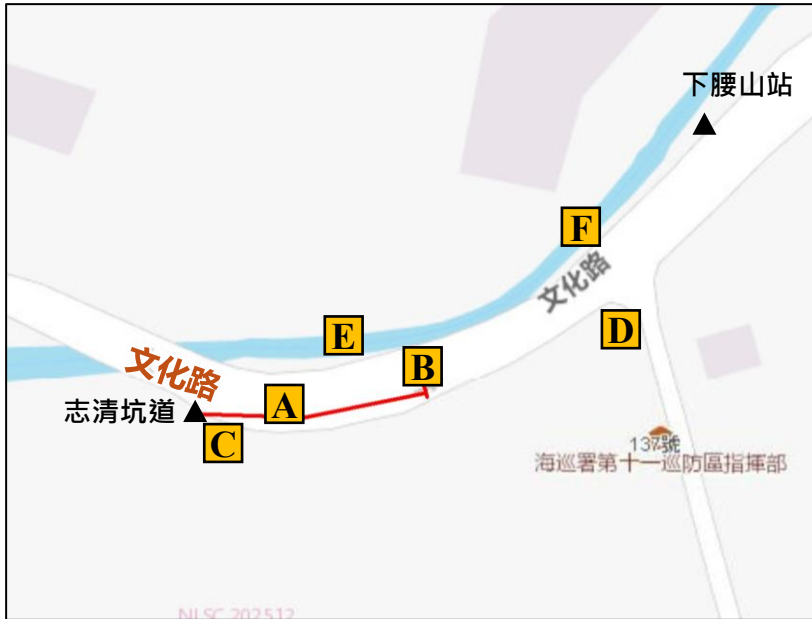 下腰山站
F
文化路
D
E
B
文化路
A
志清坑道
C
137號
海巡署第十一巡防區指揮部
NLSC 202512